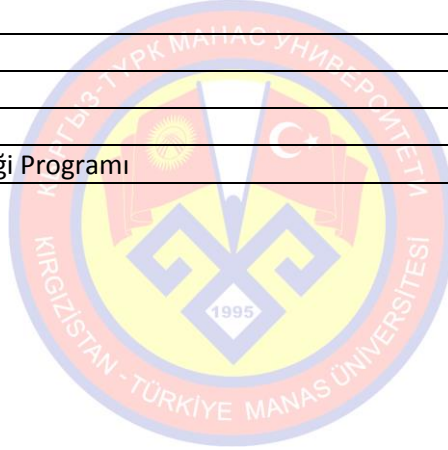 ği Programı
КЫРГЫЗ-ТҮРК МАНАС УНИВЕРСИТЕТИ
1995
KIRGIZİSTAN - TÜRKİYE MANAS ÜNİVERSİTESİ